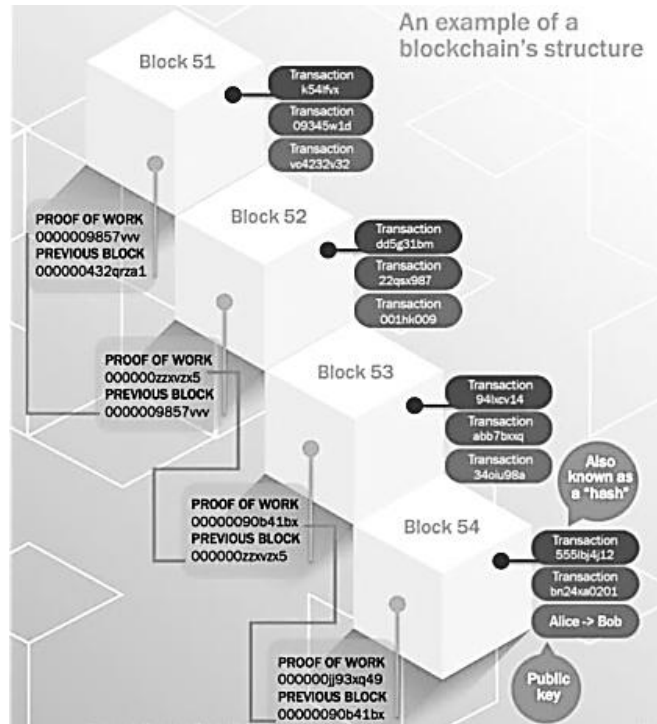 An example of a
blockchain's structure
Block 51
Transaction
k54lfvx
Transaction
09345w1d
Transaction
vc4232v32
PROOF OF WORK
0000009857vvv
PREVIOUS BLOCK
000000432qrza1
Block 52
Transaction
dd5g31bm
Transaction
22qsx987
Transaction
001hk009
PROOF OF WORK
000000zzxvzx5
PREVIOUS BLOCK
0000009857vvv
Block 53
Transaction
94lxcv14
Transaction
abb7bxxq
Transaction
34oiu98a
PROOF OF WORK
00000090b41bx
PREVIOUS BLOCK
000000zzxvzx5
Also
known as
a "hash"
Block 54
Transaction
555lbj4j12
Transaction
bn24xa0201
Alice -> Bob
Public
key
PROOF OF WORK
000000jj93xq49
PREVIOUS BLOCK
00000090b41bx